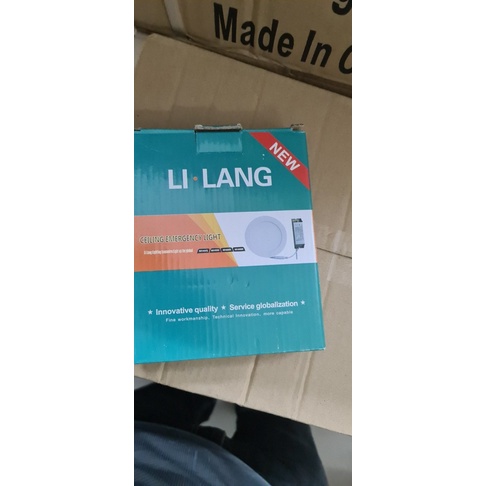 Made In
NEW
LI·LANG
CEILING EMERGENCY LIGHT
★ Innovative quality ★ Service globalization ★
Fine workmanship, Technical innovation, more capable